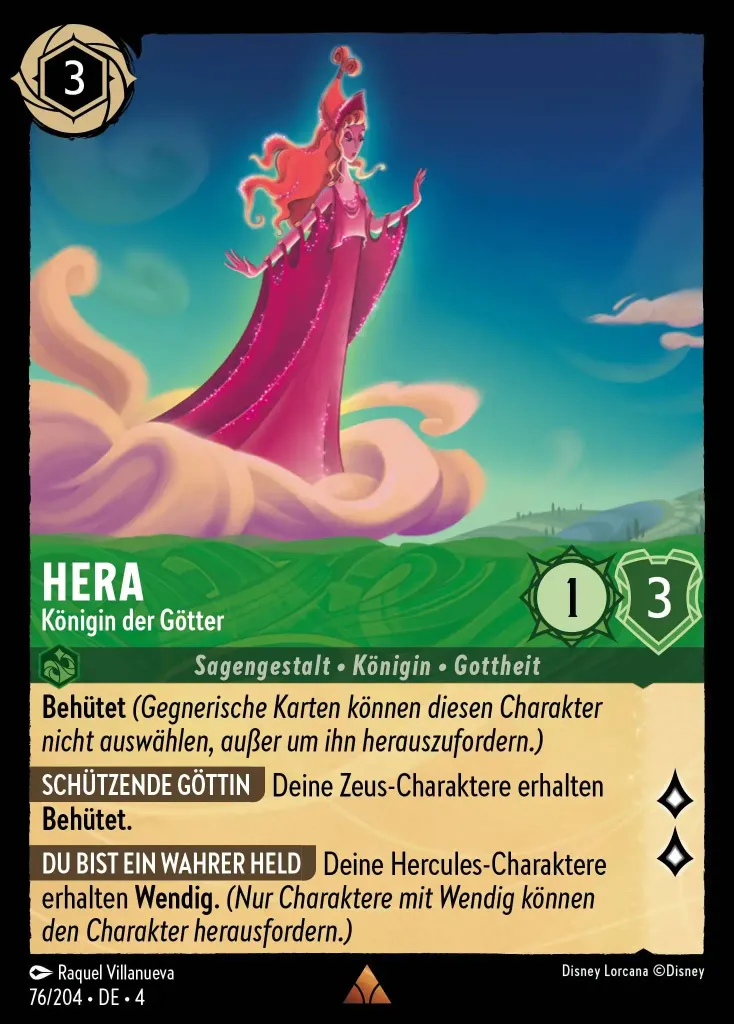 3
HERA
Königin der Götter
1
3
Sagengestalt • Königin • Gottheit
Behütet (Gegnerische Karten können diesen Charakter
nicht auswählen, außer um ihn herauszufordern.)
SCHÜTZENDE GÖTTIN Deine Zeus-Charaktere erhalten
Behütet.
DU BIST EIN WAHRER HELD Deine Hercules-Charaktere
erhalten Wendig. (Nur Charaktere mit Wendig können
den Charakter herausfordern.)
Raquel Villanueva
Disney Lorcana ©Disney
76/204 • DE • 4